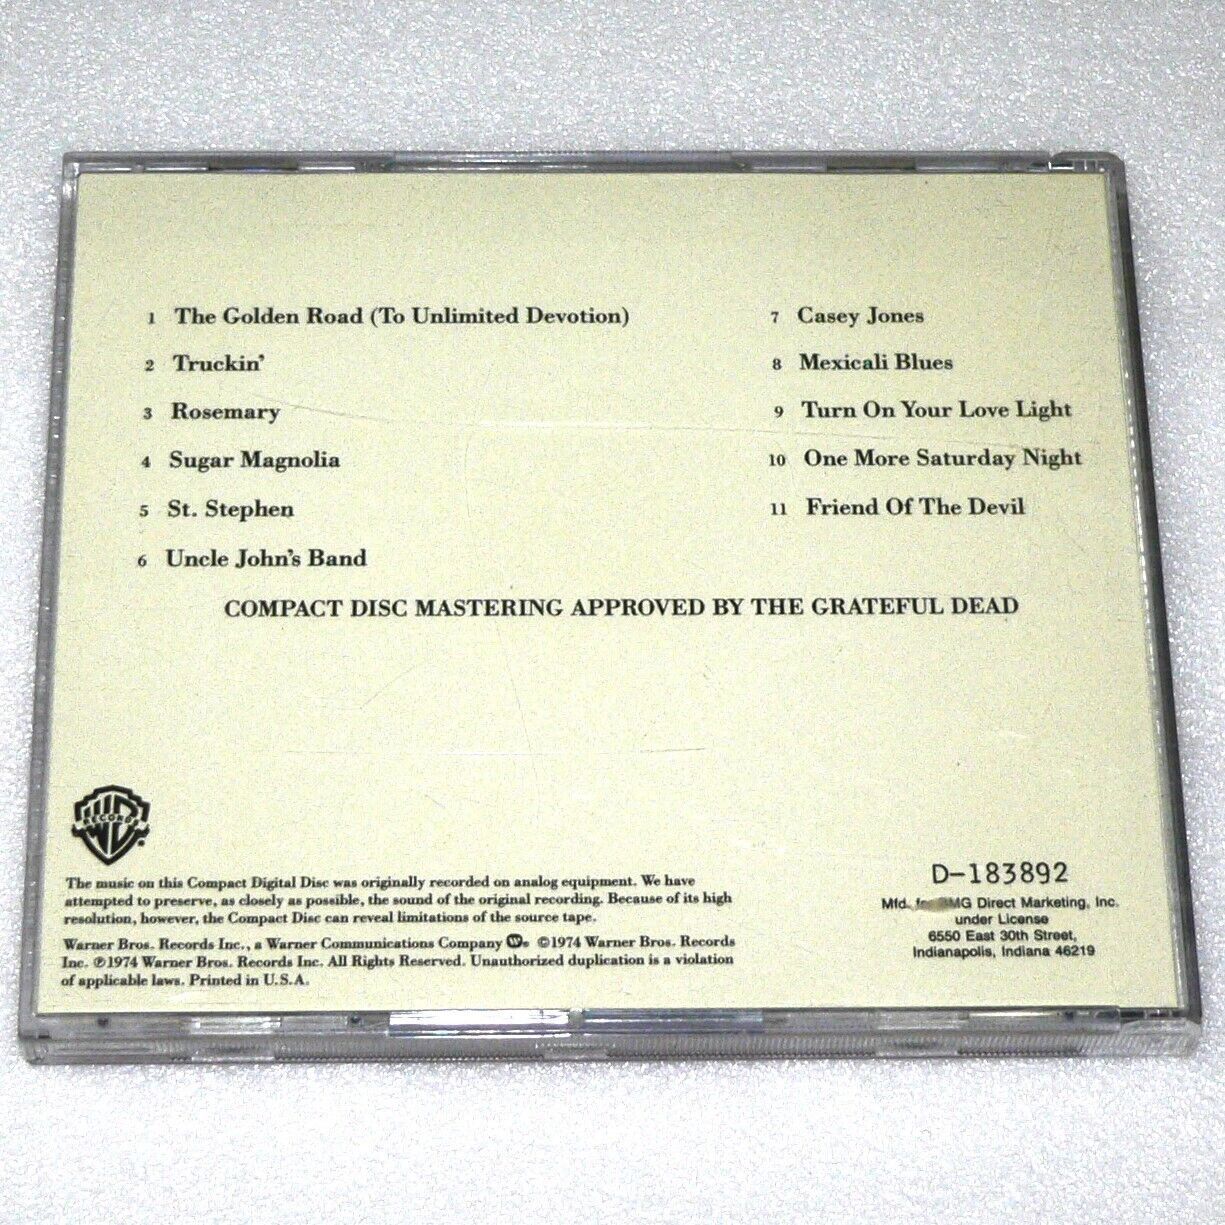 1 The Golden Road (To Unlimited Devotion)
2 Truckin'
3 Rosemary
4 Sugar Magnolia
5 St. Stephen
6 Uncle John's Band
7 Casey Jones
8 Mexicali Blues
9 Turn On Your Love Light
10 One More Saturday Night
11 Friend Of The Devil
COMPACT DISC MASTERING APPROVED BY THE GRATEFUL DEAD
WB
RECORDS
The music on this Compact Digital Disc was originally recorded on analog equipment. We have
attempted to preserve, as closely as possible, the sound of the original recording. Because of its high
resolution, however, the Compact Disc can reveal limitations of the source tape.
Warner Bros. Records Inc., a Warner Communications Company W. ©1974 Warner Bros. Records
Inc. ℗1974 Warner Bros. Records Inc. All Rights Reserved. Unauthorized duplication is a violation
of applicable laws. Printed in U.S.A.
D-183892
Mfd. for BMG Direct Marketing, Inc.
under License
6550 East 30th Street,
Indianapolis, Indiana 46219